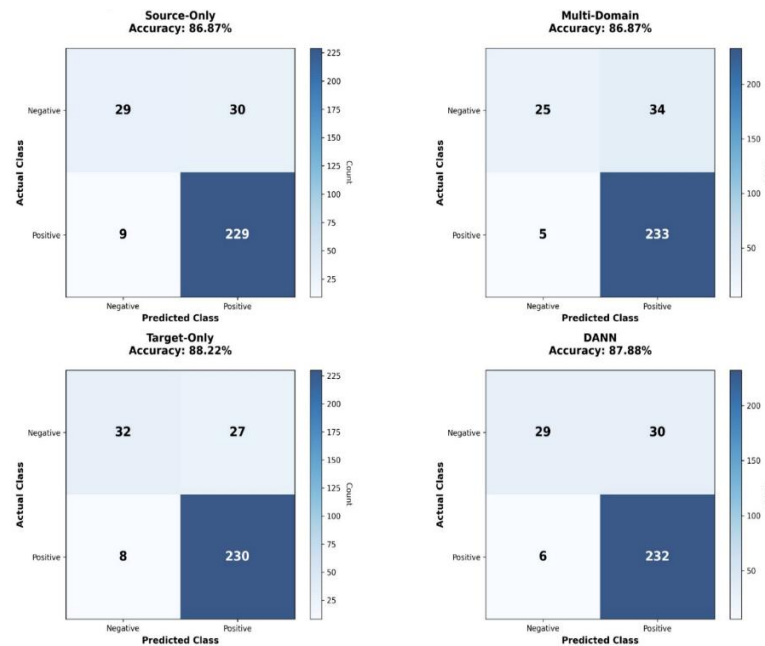 Source-Only
Accuracy: 86.87%
225
200
Negative
29
30
175
150
Actual Class
125
Count
100
Positive
9
229
75
50
25
Negative
Positive
Predicted Class
Multi-Domain
Accuracy: 86.87%
200
Negative
25
34
150
Actual Class
100
Positive
5
233
50
Negative
Positive
Predicted Class
Target-Only
Accuracy: 88.22%
225
200
Negative
32
27
175
150
Actual Class
125
Count
100
Positive
8
230
75
50
25
Negative
Positive
Predicted Class
DANN
Accuracy: 87.88%
200
Negative
29
30
150
Actual Class
100
Positive
6
232
50
Negative
Positive
Predicted Class